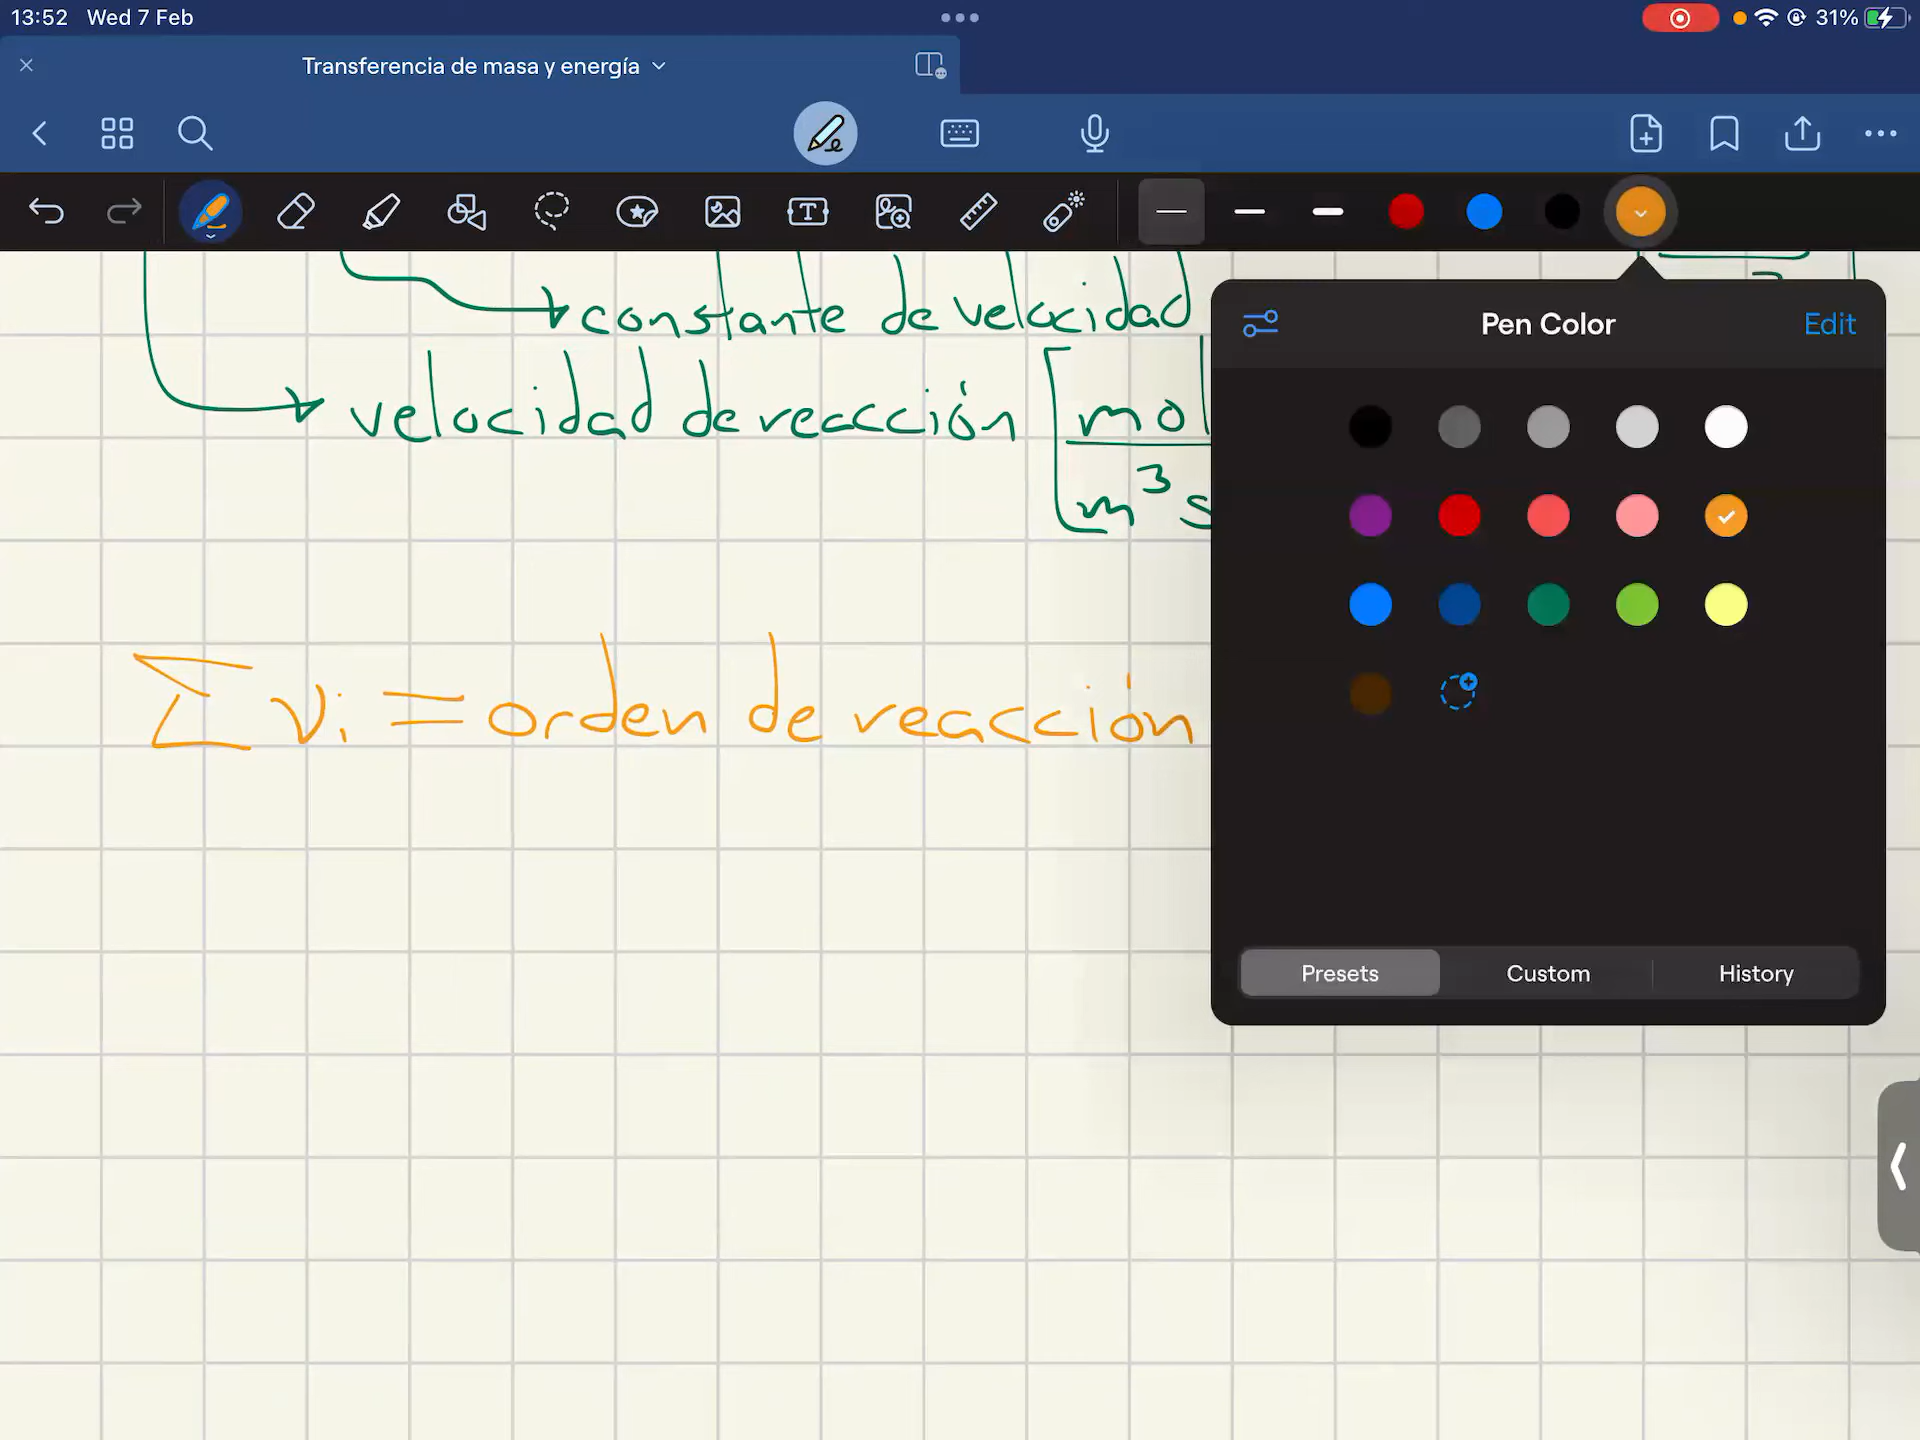 13:52 Wed 7 Feb
31%
Transferencia de masa y energía
constante de velocidad
velocidad de reacción [mol
m³s
Σ νi = orden de reacción
Pen Color
Edit
Presets
Custom
History